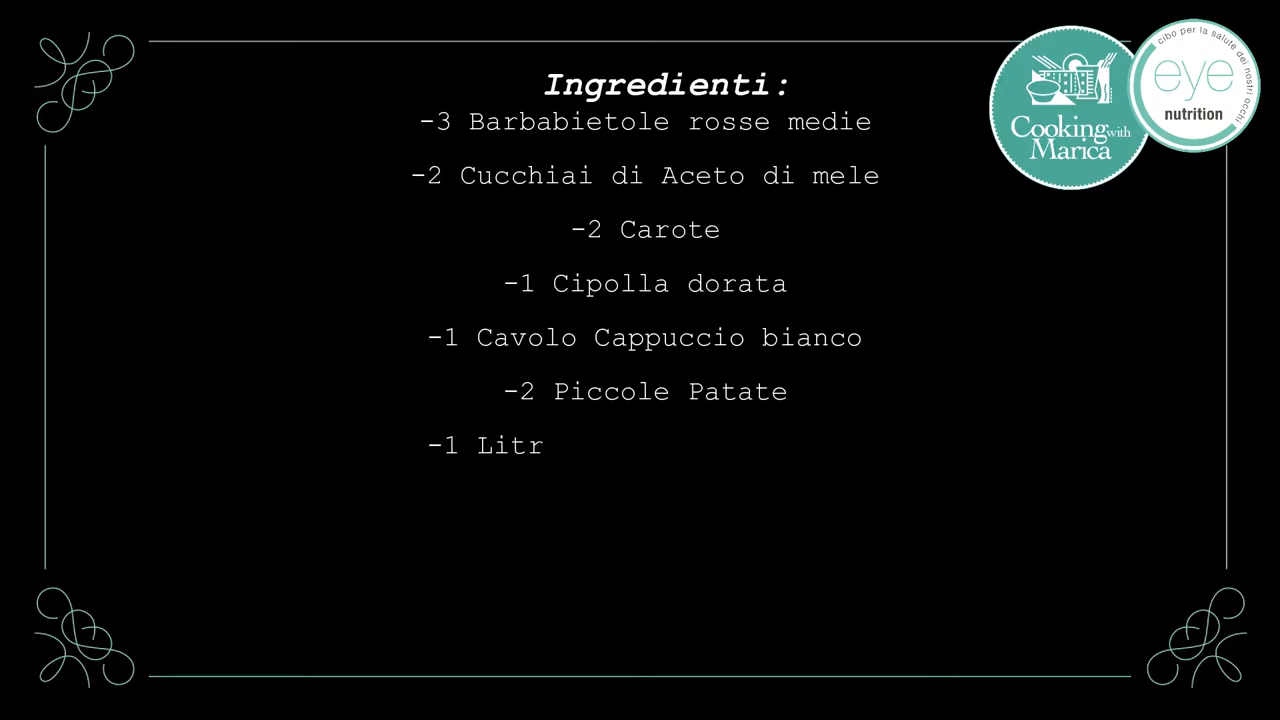 Ingredienti:
-3 Barbabietole rosse medie
-2 Cucchiai di Aceto di mele
-2 Carote
-1 Cipolla dorata
-1 Cavolo Cappuccio bianco
-2 Piccole Patate
-1 Litr
Cooking with
Marica
cibo per la salute dei nostri occhi
eye
nutrition